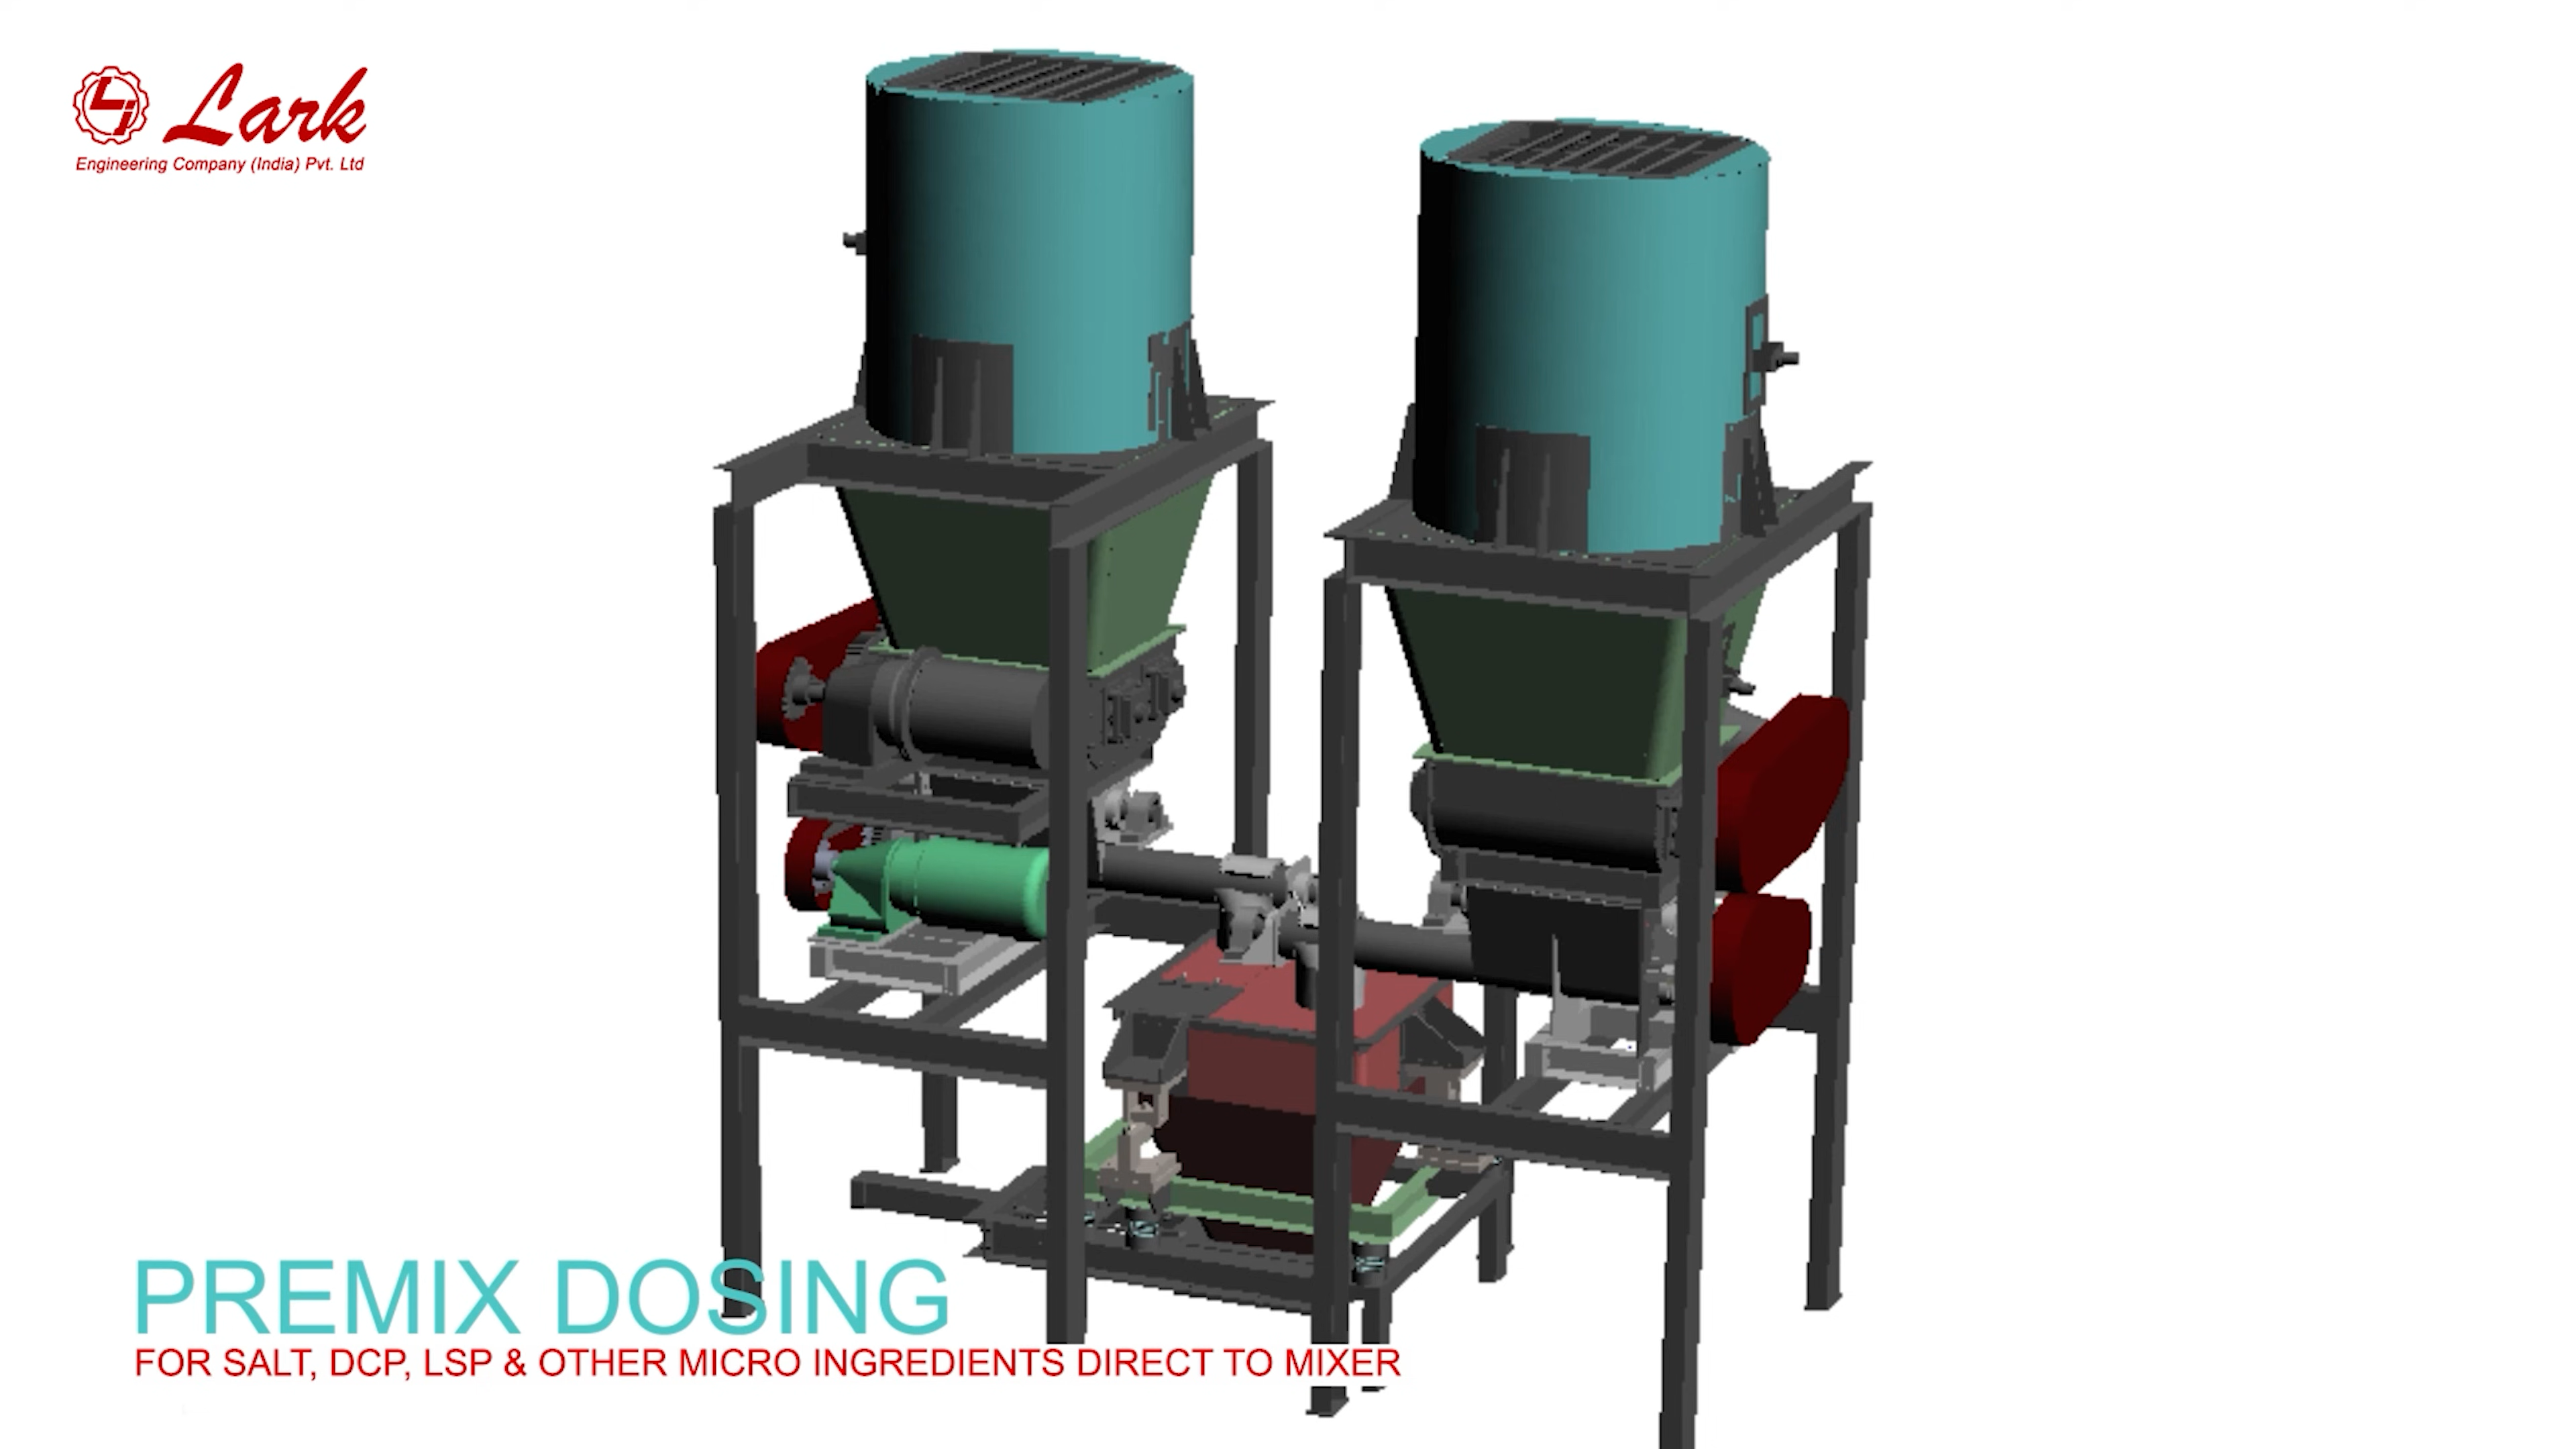 Lark
Engineering Company (India) Pvt. Ltd
PREMIX DOSING
FOR SALT, DCP, LSP & OTHER MICRO INGREDIENTS DIRECT TO MIXER